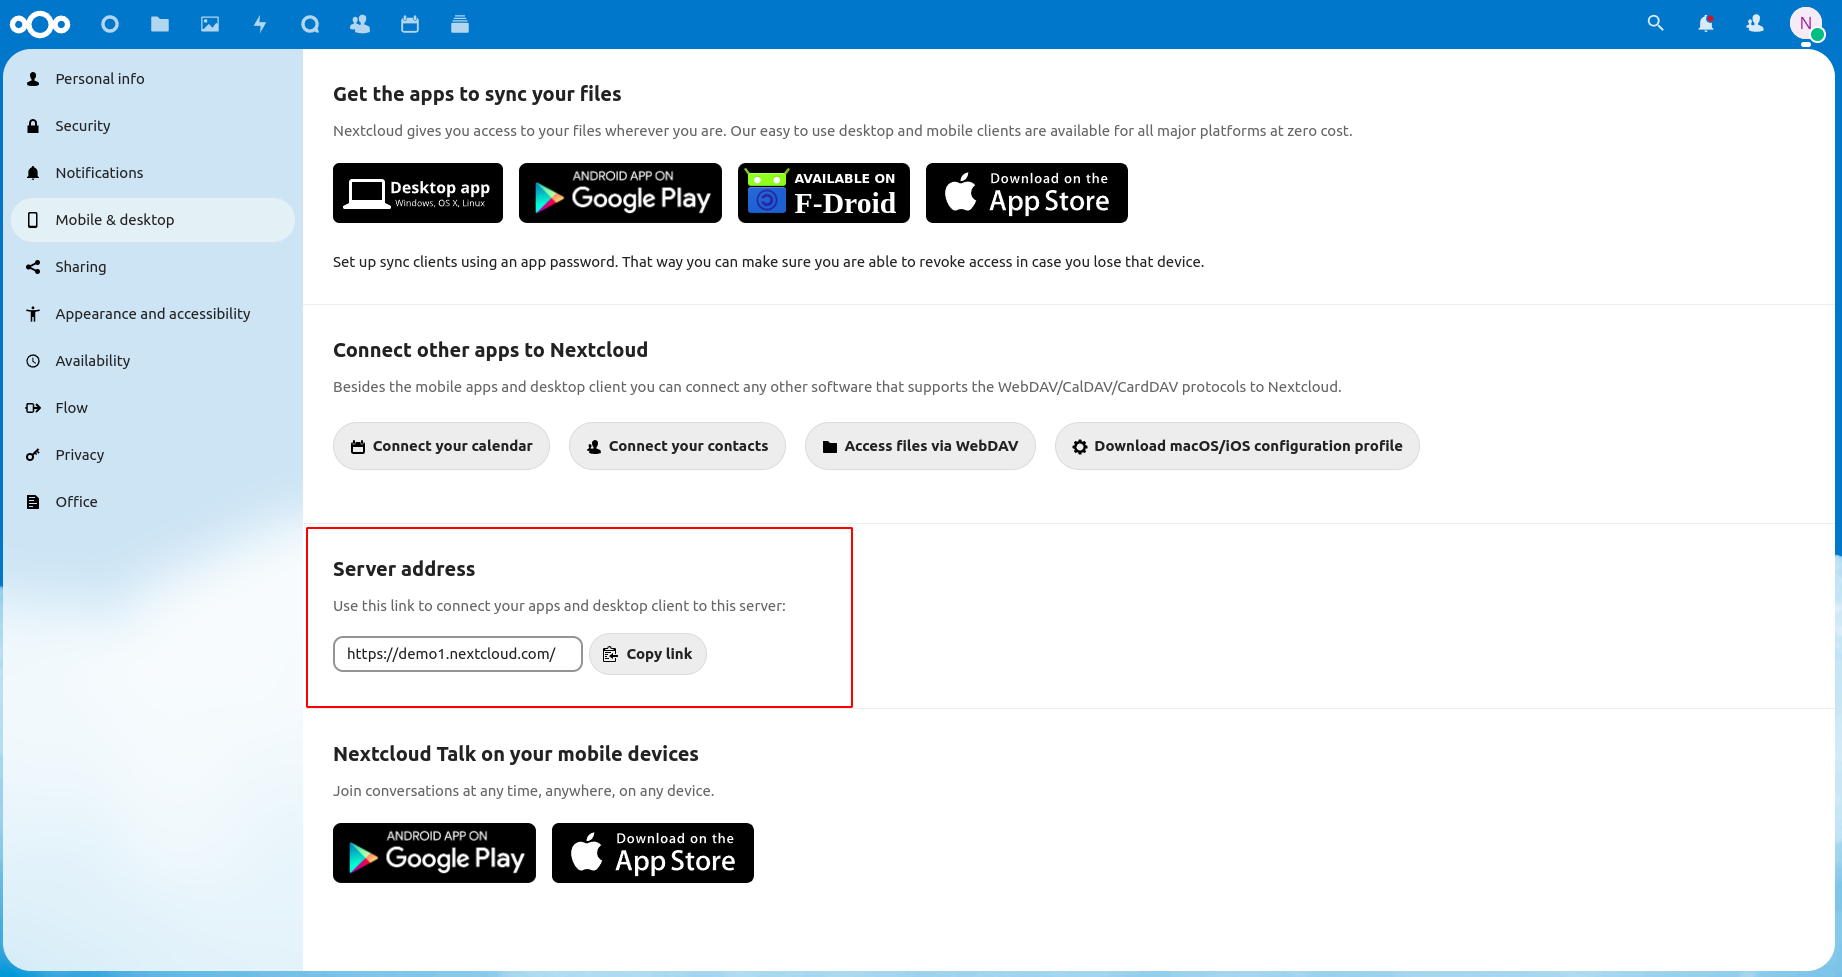 N
Personal info
Security
Notifications
Mobile & desktop
Sharing
Appearance and accessibility
Availability
Flow
Privacy
Office
Get the apps to sync your files
Nextcloud gives you access to your files wherever you are. Our easy to use desktop and mobile clients are available for all major platforms at zero cost.
Desktop app
Windows, OS X, Linux
ANDROID APP ON
Google Play
AVAILABLE ON
F-Droid
Download on the
App Store
Set up sync clients using an app password. That way you can make sure you are able to revoke access in case you lose that device.
Connect other apps to Nextcloud
Besides the mobile apps and desktop client you can connect any other software that supports the WebDAV/CalDAV/CardDAV protocols to Nextcloud.
Connect your calendar
Connect your contacts
Access files via WebDAV
Download macOS/iOS configuration profile
Server address
Use this link to connect your apps and desktop client to this server:
https://demo1.nextcloud.com/
Copy link
Nextcloud Talk on your mobile devices
Join conversations at any time, anywhere, on any device.
ANDROID APP ON
Google Play
Download on the
App Store